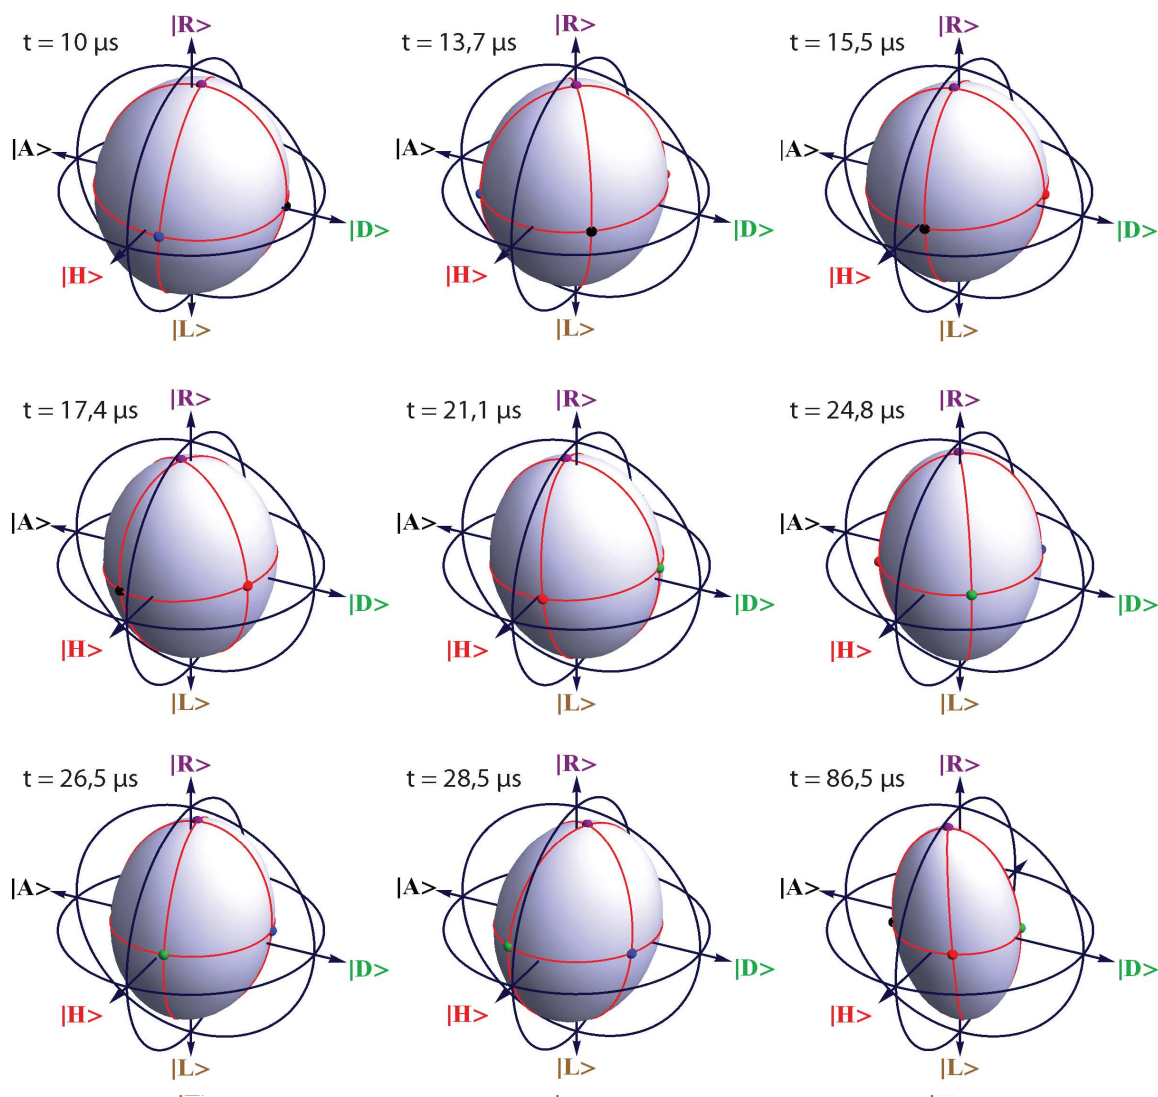 |R> |R> |R>
t = 10 µs t = 13,7 µs t = 15,5 µs
|A> |A> |A>
|D> |D> |D>
|H> |H> |H>
|L> |L> |L>
|R> |R> |R>
t = 17,4 µs t = 21,1 µs t = 24,8 µs
|A> |A> |A>
|D> |D> |D>
|H> |H> |H>
|L> |L> |L>
|R> |R> |R>
t = 26,5 µs t = 28,5 µs t = 86,5 µs
|A> |A> |A>
|D> |D> |D>
|H> |H> |H>
|L> |L> |L>